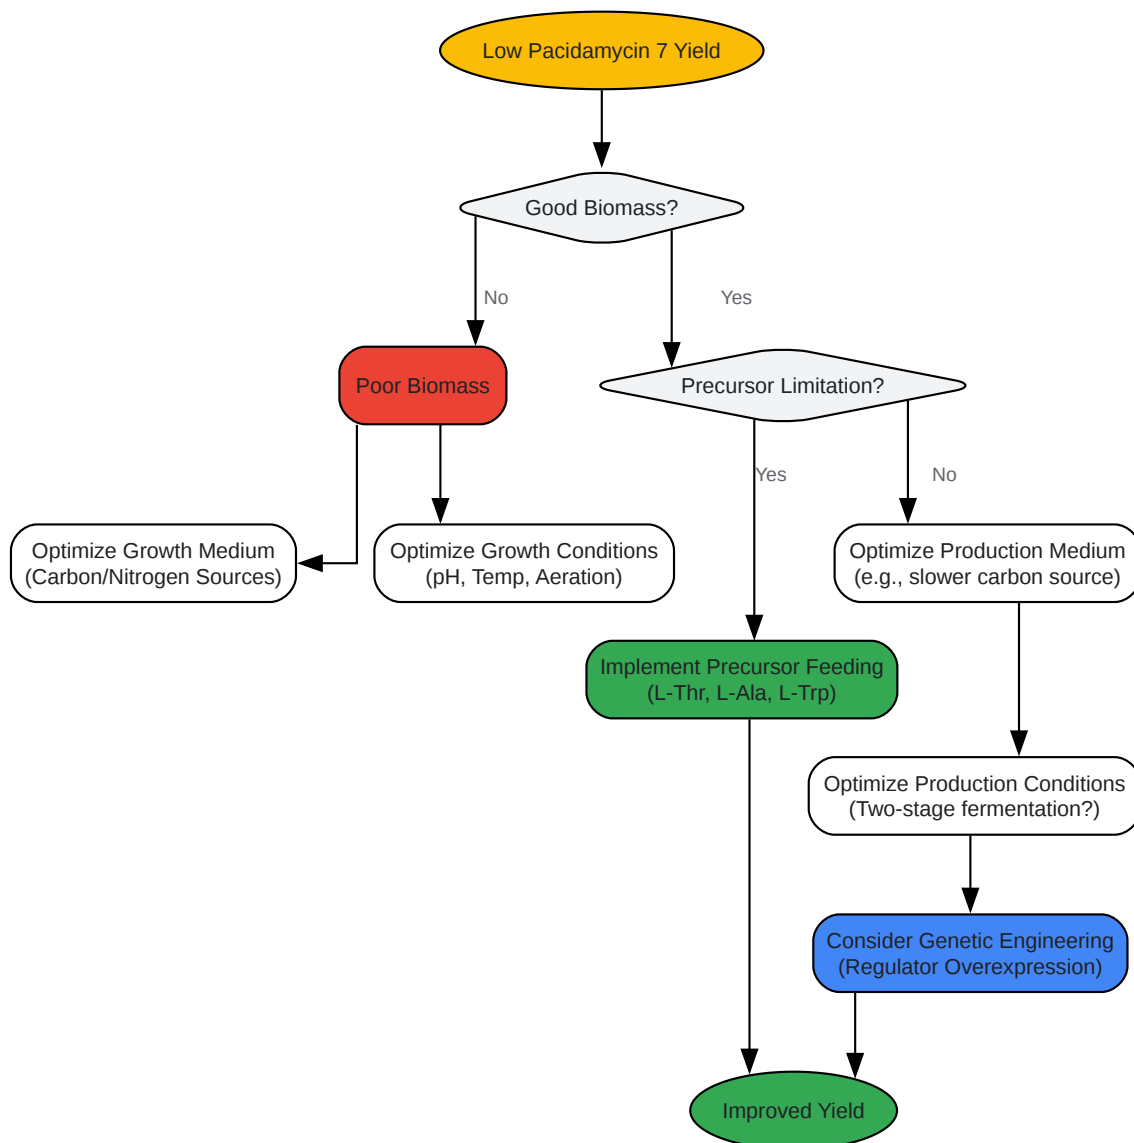 Low Pacidamycin 7 Yield
Good Biomass?
No
Yes
Poor Biomass
Precursor Limitation?
Yes
No
Optimize Growth Medium
(Carbon/Nitrogen Sources)
Optimize Growth Conditions
(pH, Temp, Aeration)
Optimize Production Medium
(e.g., slower carbon source)
Implement Precursor Feeding
(L-Thr, L-Ala, L-Trp)
Optimize Production Conditions
(Two-stage fermentation?)
Consider Genetic Engineering
(Regulator Overexpression)
Improved Yield